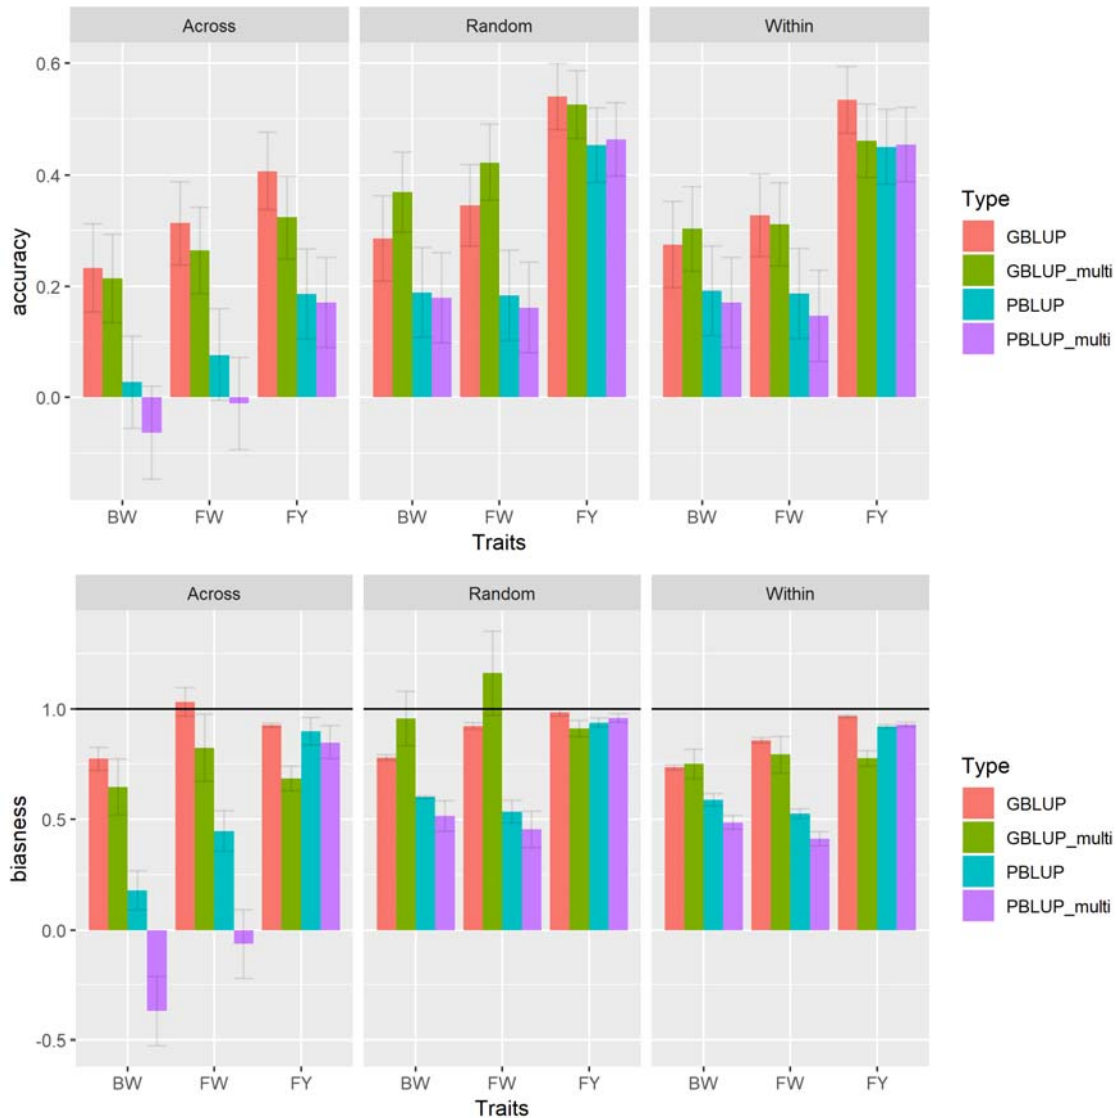 Across Random Within
accuracy
0.6
0.4
0.2
0.0
BW FW FY BW FW FY BW FW FY
Traits
Type
GBLUP
GBLUP_multi
PBLUP
PBLUP_multi
Across Random Within
biasness
1.0
0.5
0.0
-0.5
BW FW FY BW FW FY BW FW FY
Traits
Type
GBLUP
GBLUP_multi
PBLUP
PBLUP_multi